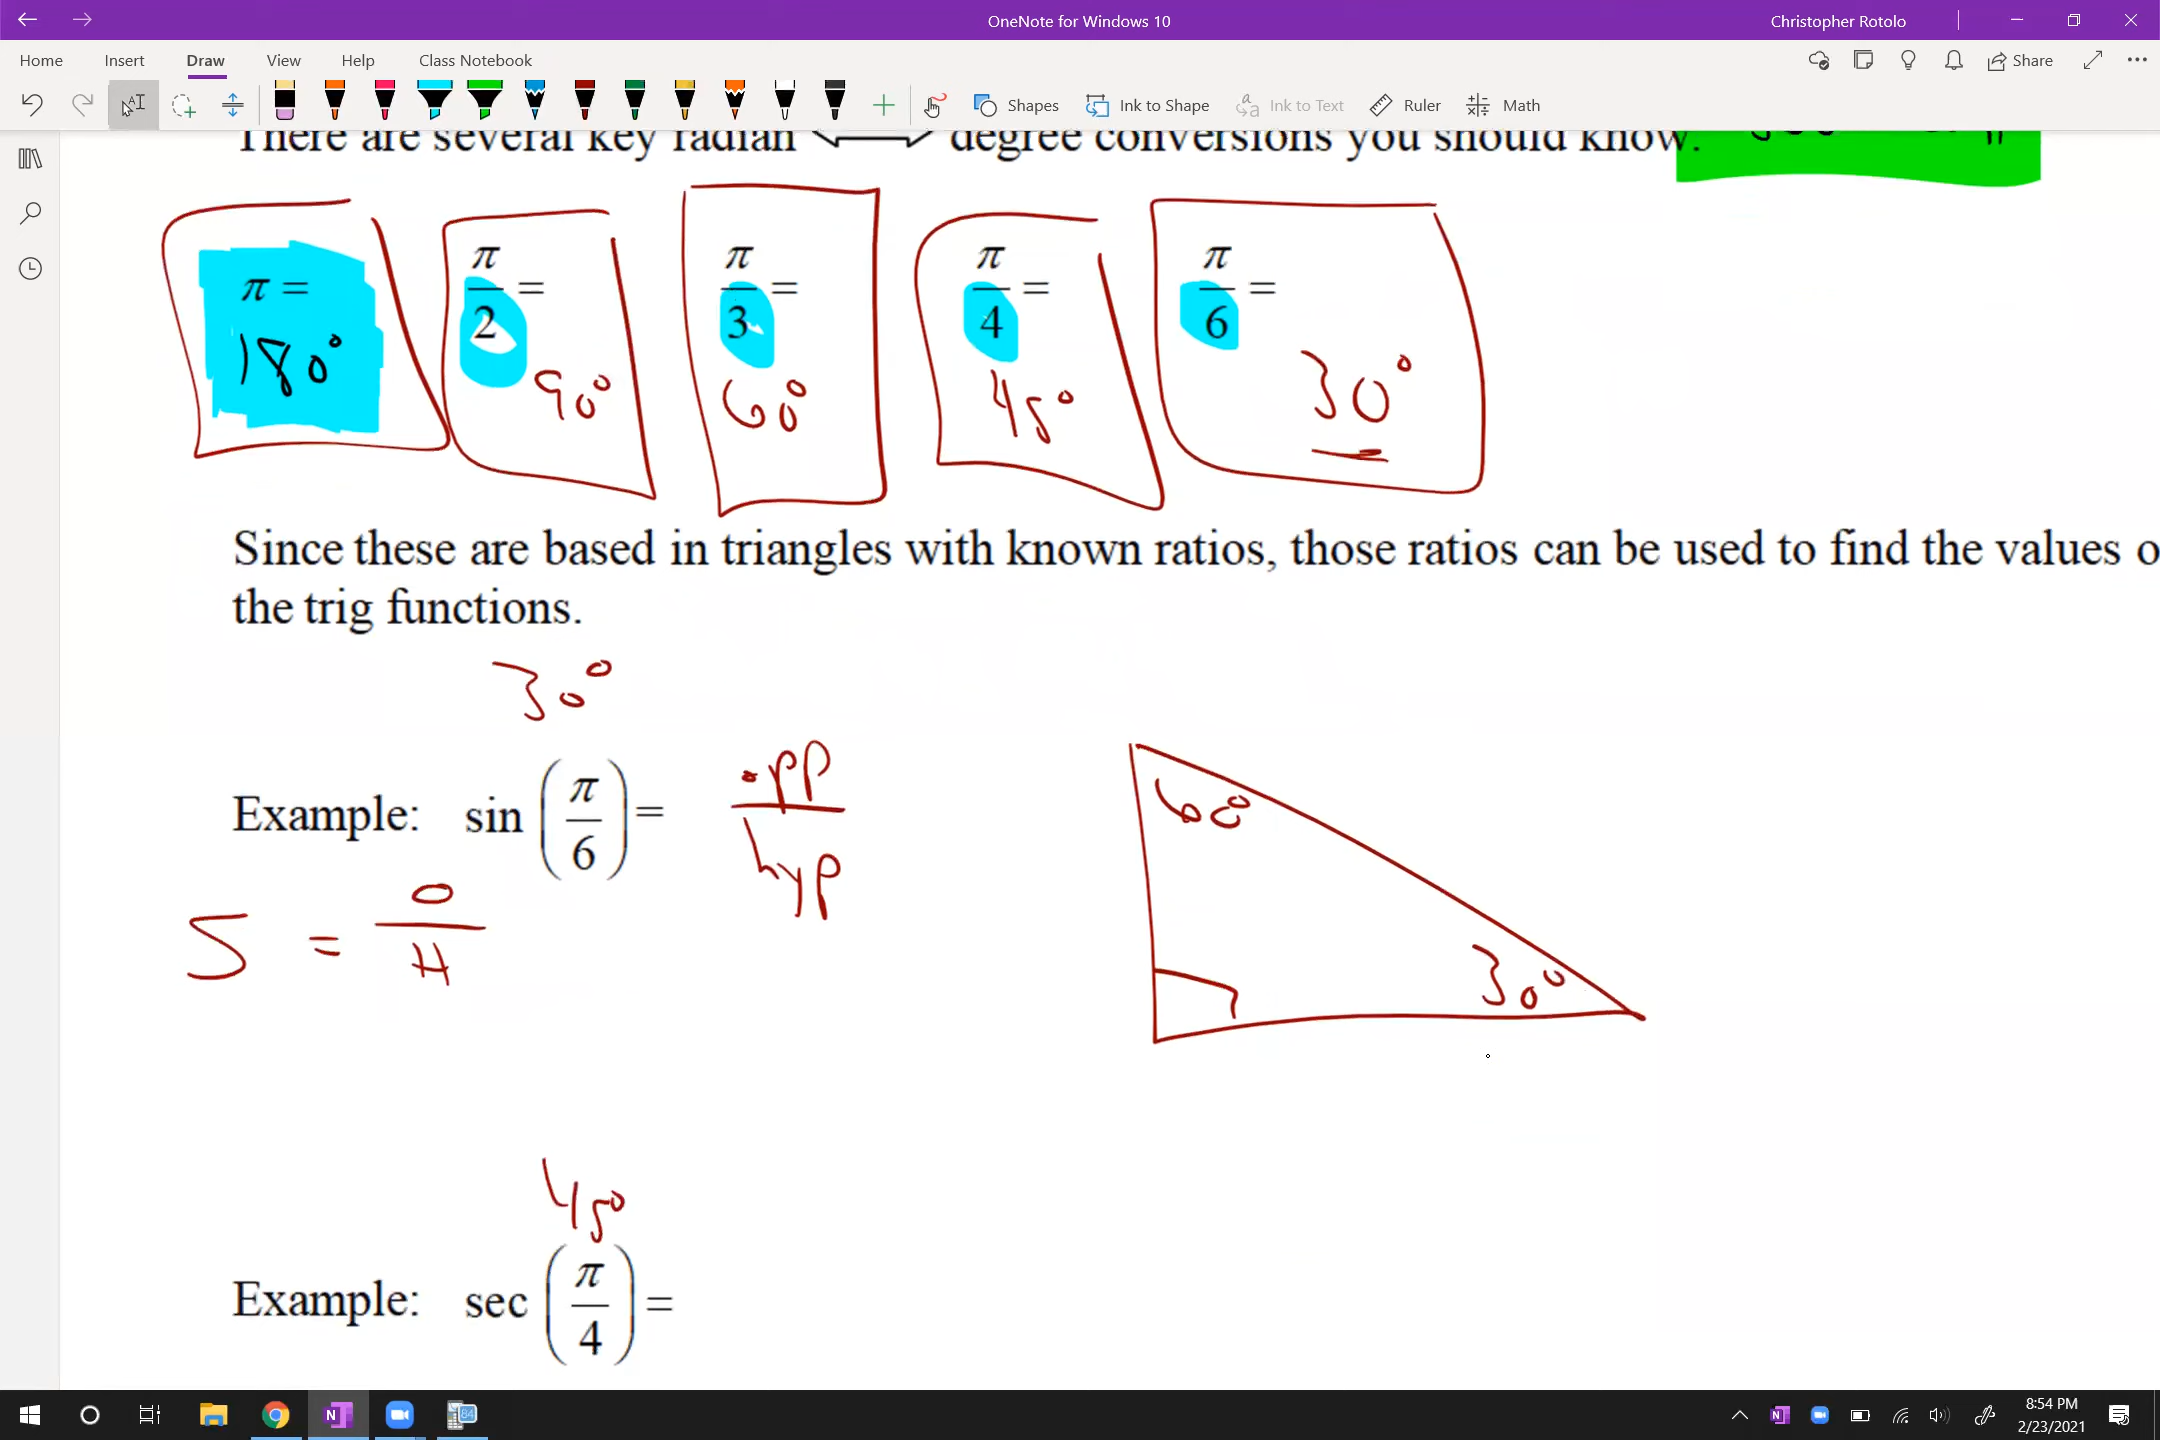 OneNote for Windows 10
Christopher Rotolo
Home Insert Draw View Help Class Notebook
Share
Shapes Ink to Shape Ink to Text Ruler Math
There are several key radian degree conversions you should know.
π = π/2 = π/3 = π/4 = π/6 =
180° 90° 60° 45° 30°
Since these are based in triangles with known ratios, those ratios can be used to find the values o
the trig functions.
30°
Example: sin (π/6) = opp/hyp
60°
S = O/H
30°
45°
Example: sec (π/4) =
8:54 PM
2/23/2021